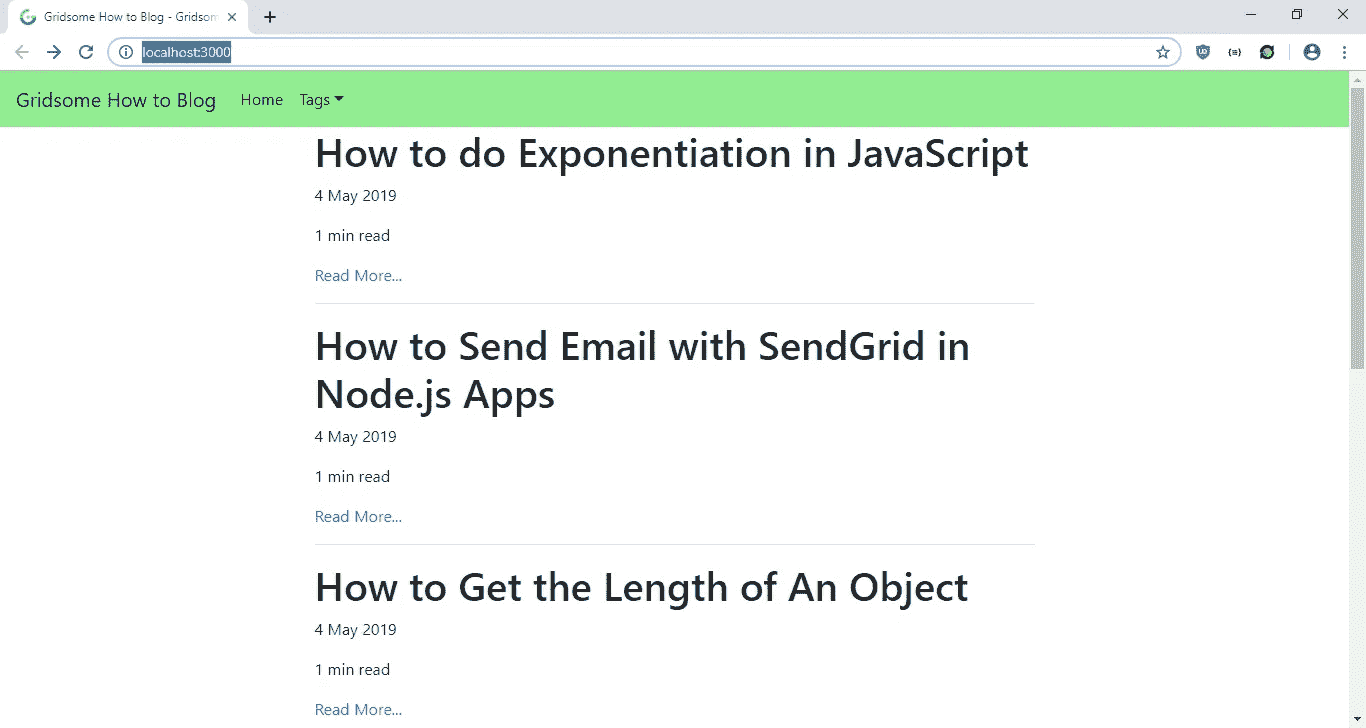 Gridsome How to Blog - Gridsom
localhost:3000
Gridsome How to Blog Home Tags
How to do Exponentiation in JavaScript
4 May 2019
1 min read
Read More...
How to Send Email with SendGrid in
Node.js Apps
4 May 2019
1 min read
Read More...
How to Get the Length of An Object
4 May 2019
1 min read
Read More...